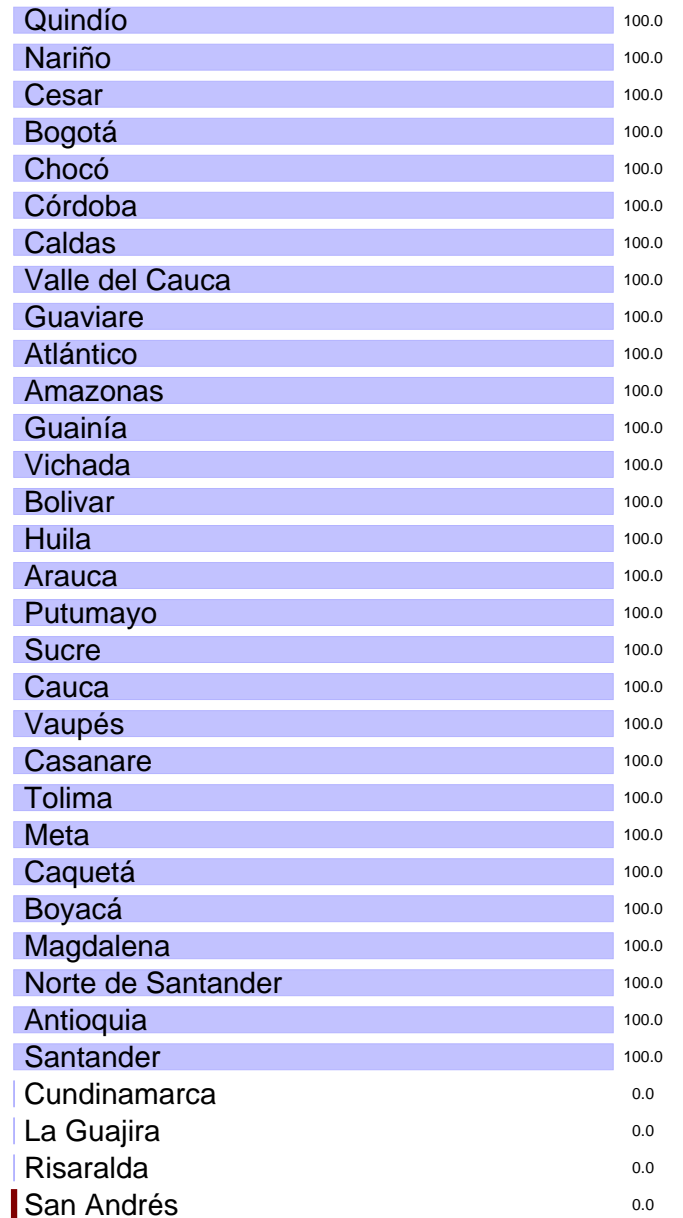 Quindío 100.0
Nariño 100.0
Cesar 100.0
Bogotá 100.0
Chocó 100.0
Córdoba 100.0
Caldas 100.0
Valle del Cauca 100.0
Guaviare 100.0
Atlántico 100.0
Amazonas 100.0
Guainía 100.0
Vichada 100.0
Bolivar 100.0
Huila 100.0
Arauca 100.0
Putumayo 100.0
Sucre 100.0
Cauca 100.0
Vaupés 100.0
Casanare 100.0
Tolima 100.0
Meta 100.0
Caquetá 100.0
Boyacá 100.0
Magdalena 100.0
Norte de Santander 100.0
Antioquia 100.0
Santander 100.0
Cundinamarca 0.0
La Guajira 0.0
Risaralda 0.0
San Andrés 0.0